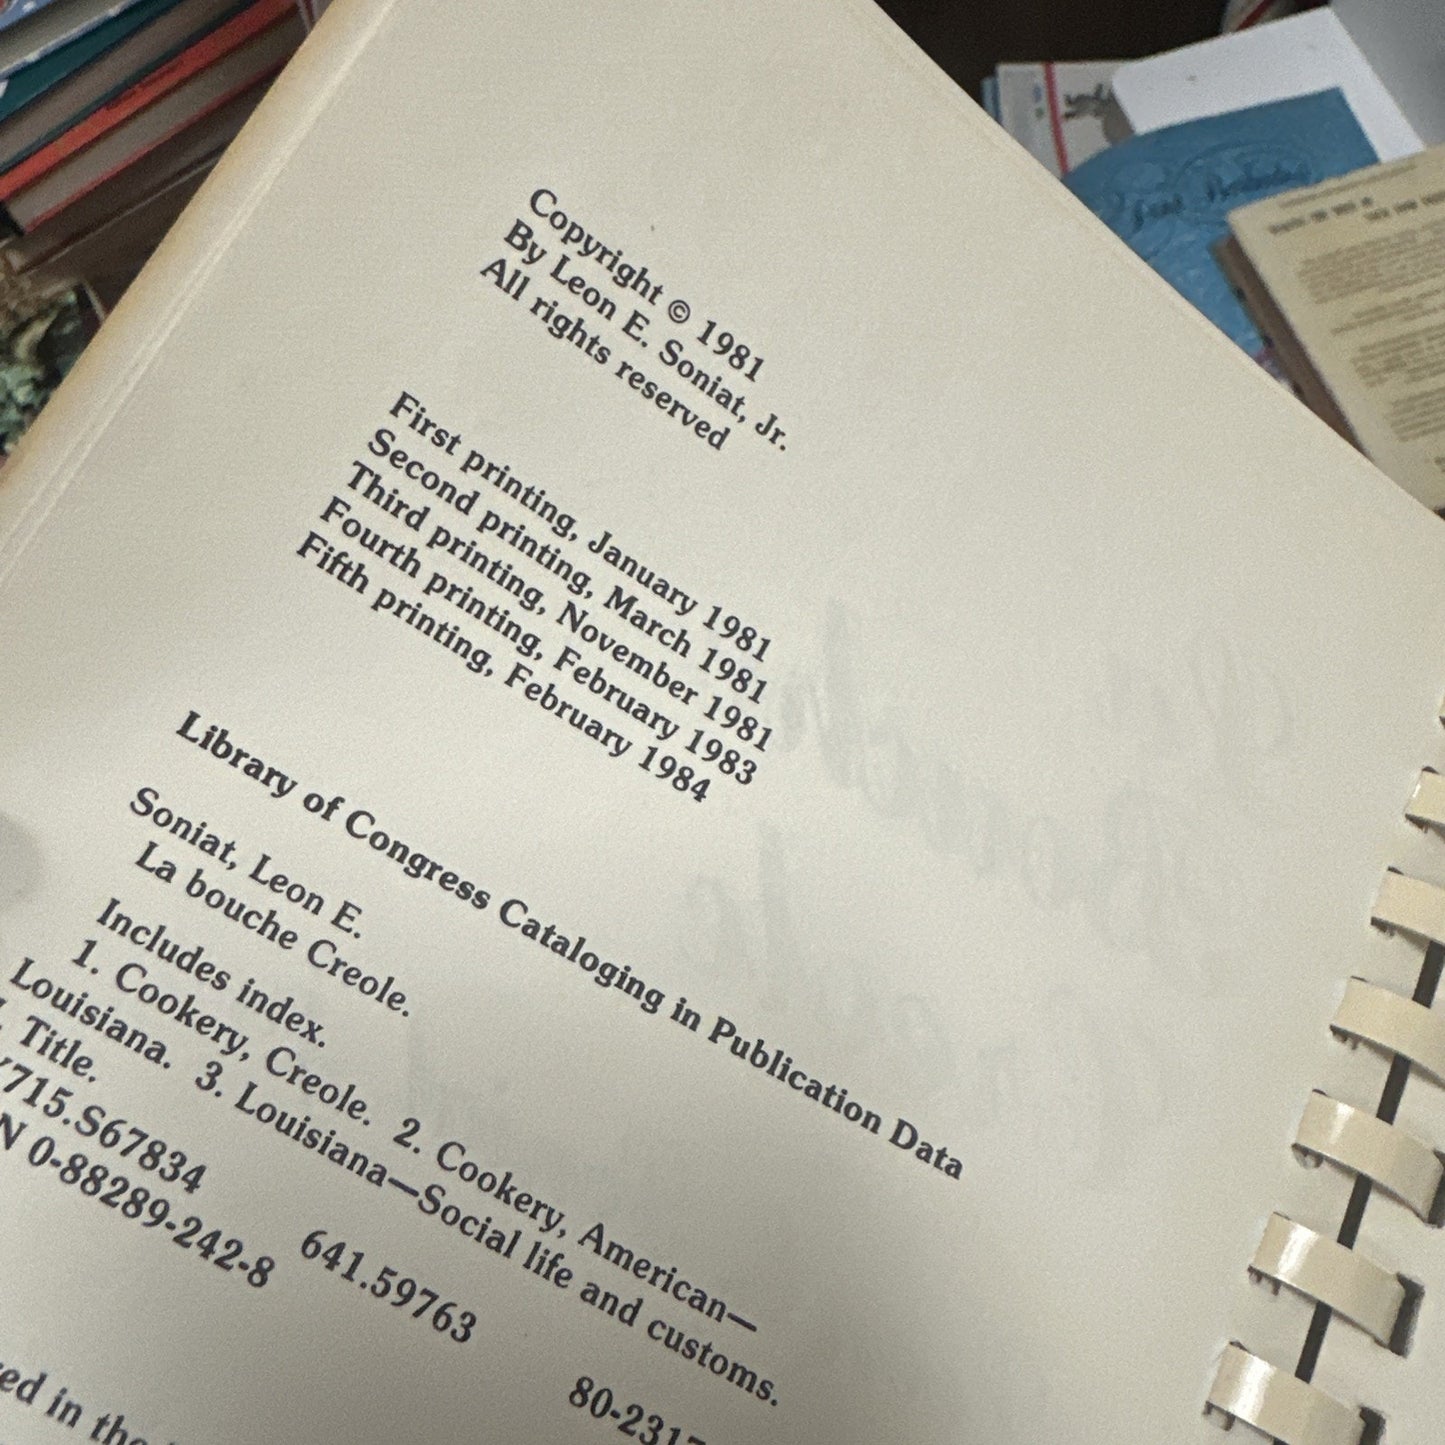 Copyright © 1981
By Leon E. Soniat, Jr.
All rights reserved
First printing, January 1981
Second printing, March 1981
Third printing, November 1981
Fourth printing, February 1983
Fifth printing, February 1984
Library of Congress Cataloging in Publication Data
Soniat, Leon E.
La bouche Creole.
Includes index.
1. Cookery, Creole. 2. Cookery, American—
Louisiana. 3. Louisiana—Social life and customs.
Title.
715.S67834 641.59763 80-2317
N 0-88289-242-8
ed in the